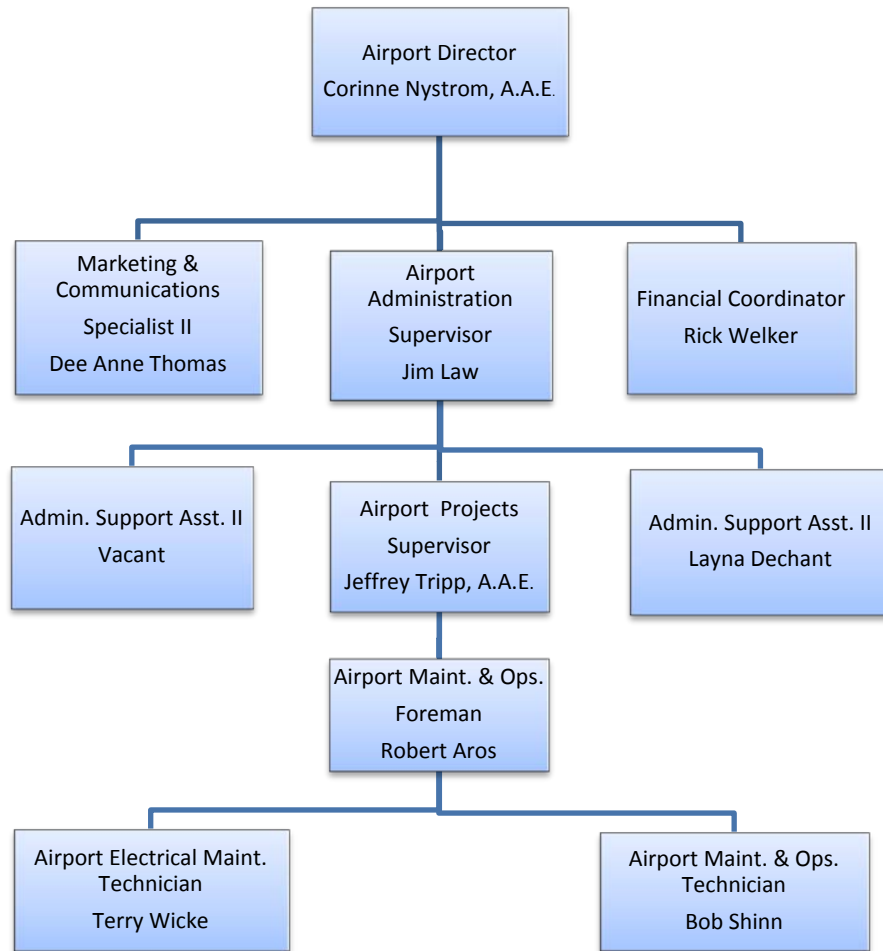 Airport Director
Corinne Nystrom, A.A.E.
Marketing &
Communications
Specialist II
Dee Anne Thomas
Airport
Administration
Supervisor
Jim Law
Financial Coordinator
Rick Welker
Admin. Support Asst. II
Vacant
Airport  Projects
Supervisor
Jeffrey Tripp, A.A.E.
Admin. Support Asst. II
Layna Dechant
Airport Maint. & Ops.
Foreman
Robert Aros
Airport Electrical Maint.
Technician
Terry Wicke
Airport Maint. & Ops.
Technician
Bob Shinn